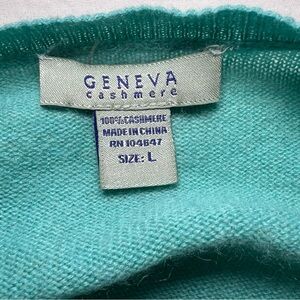 GENEVA
cashmere
100% CASHMERE
MADE IN CHINA
RN 104647
SIZE: L